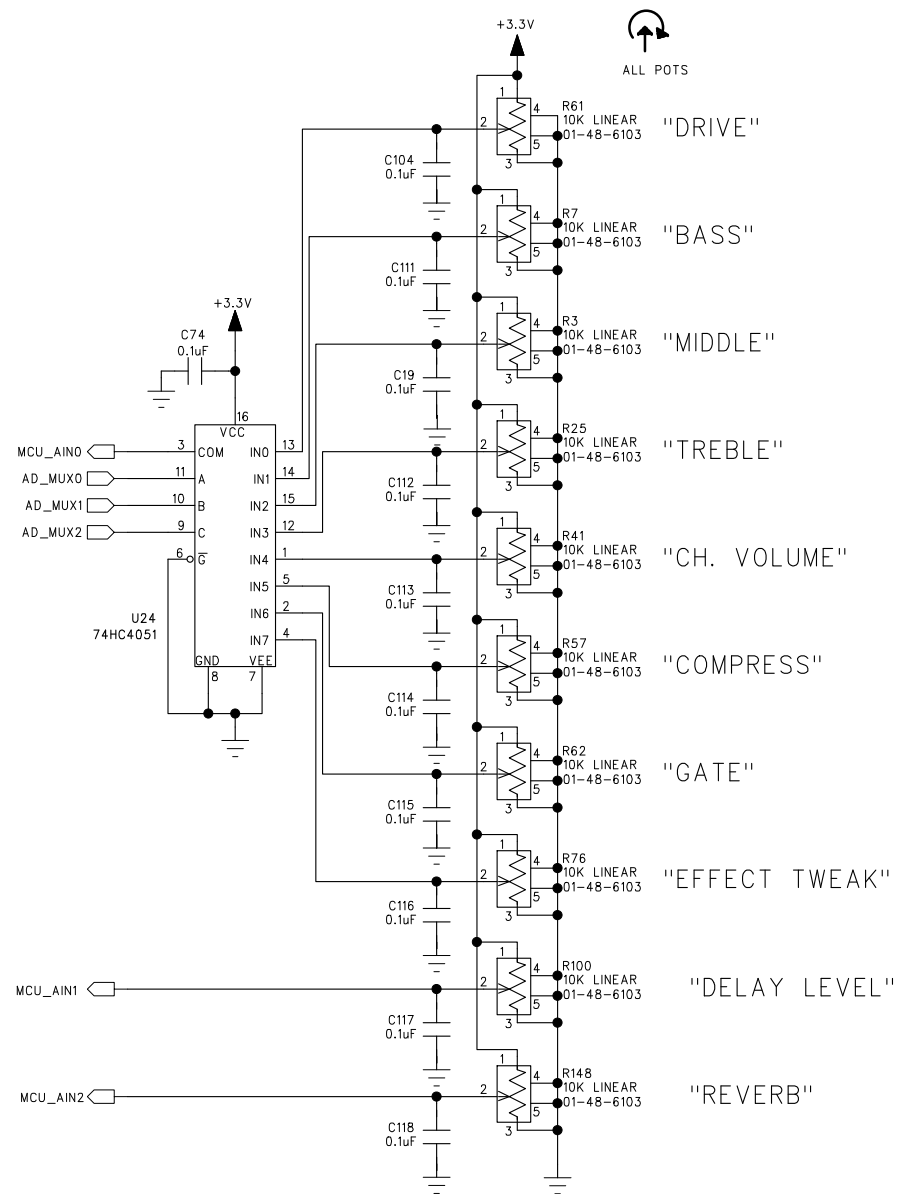 +3.3V
ALL POTS
1
2
3
4
5
R61
10K LINEAR
01-48-6103
"DRIVE"
C104
0.1uF
1
2
3
4
5
R7
10K LINEAR
01-48-6103
"BASS"
C111
0.1uF
1
2
3
4
5
R3
10K LINEAR
01-48-6103
"MIDDLE"
C19
0.1uF
1
2
3
4
5
R25
10K LINEAR
01-48-6103
"TREBLE"
C112
0.1uF
1
2
3
4
5
R41
10K LINEAR
01-48-6103
"CH. VOLUME"
C113
0.1uF
1
2
3
4
5
R57
10K LINEAR
01-48-6103
"COMPRESS"
C114
0.1uF
1
2
3
4
5
R62
10K LINEAR
01-48-6103
"GATE"
C115
0.1uF
1
2
3
4
5
R76
10K LINEAR
01-48-6103
"EFFECT TWEAK"
C116
0.1uF
1
2
3
4
5
R100
10K LINEAR
01-48-6103
"DELAY LEVEL"
MCU_AIN1
C117
0.1uF
1
2
3
4
5
R148
10K LINEAR
01-48-6103
"REVERB"
MCU_AIN2
C118
0.1uF
+3.3V
C74
0.1uF
16
VCC
MCU_AIN0 3 COM IN0 13
AD_MUX0 11 A IN1 14
AD_MUX1 10 B IN2 15
AD_MUX2 9 C IN3 12
6 G IN4 1
IN5 5
IN6 2
IN7 4
U24
74HC4051
GND VEE
8 7